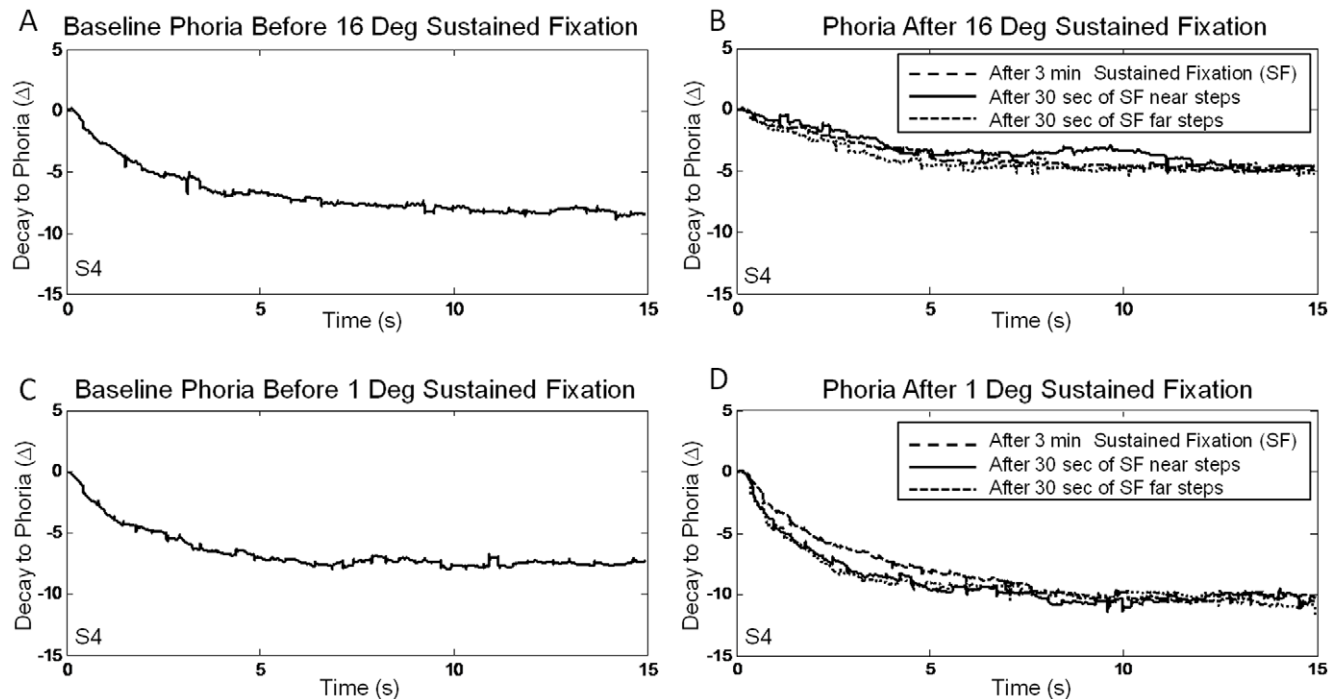 A
Baseline Phoria Before 16 Deg Sustained Fixation
5
0
-5
-10
-15
Decay to Phoria (Δ)
S4
0
5
10
15
Time (s)
B
Phoria After 16 Deg Sustained Fixation
After 3 min Sustained Fixation (SF)
After 30 sec of SF near steps
After 30 sec of SF far steps
5
0
-5
-10
-15
Decay to Phoria (Δ)
S4
0
5
10
15
Time (s)
C
Baseline Phoria Before 1 Deg Sustained Fixation
5
0
-5
-10
-15
Decay to Phoria (Δ)
S4
0
5
10
15
Time (s)
D
Phoria After 1 Deg Sustained Fixation
After 3 min Sustained Fixation (SF)
After 30 sec of SF near steps
After 30 sec of SF far steps
5
0
-5
-10
-15
Decay to Phoria (Δ)
S4
0
5
10
15
Time (s)